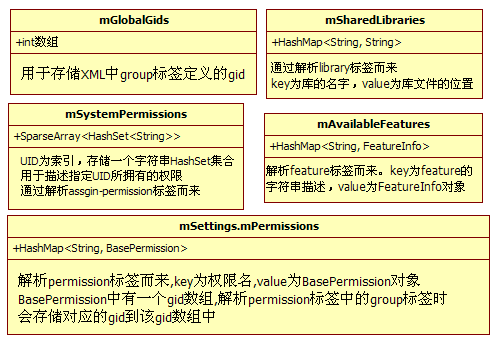 mGlobalGids
+int数组
用于存储XML中group标签定义的gid
mSharedLibraries
+HashMap<String, String>
通过解析library标签而来
key为库的名字，value为库文件的位置
mSystemPermissions
+SparseArray<HashSet<String>>
UID为索引，存储一个字符串HashSet集合
用于描述指定UID所拥有的权限
通过解析assgin-permission标签而来
mAvailableFeatures
+HashMap<String, FeatureInfo>
解析feature标签而来。key为feature的
字符串描述，value为FeatureInfo对象
mSettings.mPermissions
+HashMap<String, BasePermission>
解析permission标签而来,key为权限名,value为BasePermission对象
BasePermission中有一个gid数组,解析permission标签中的group标签时
会存储对应的gid到该gid数组中